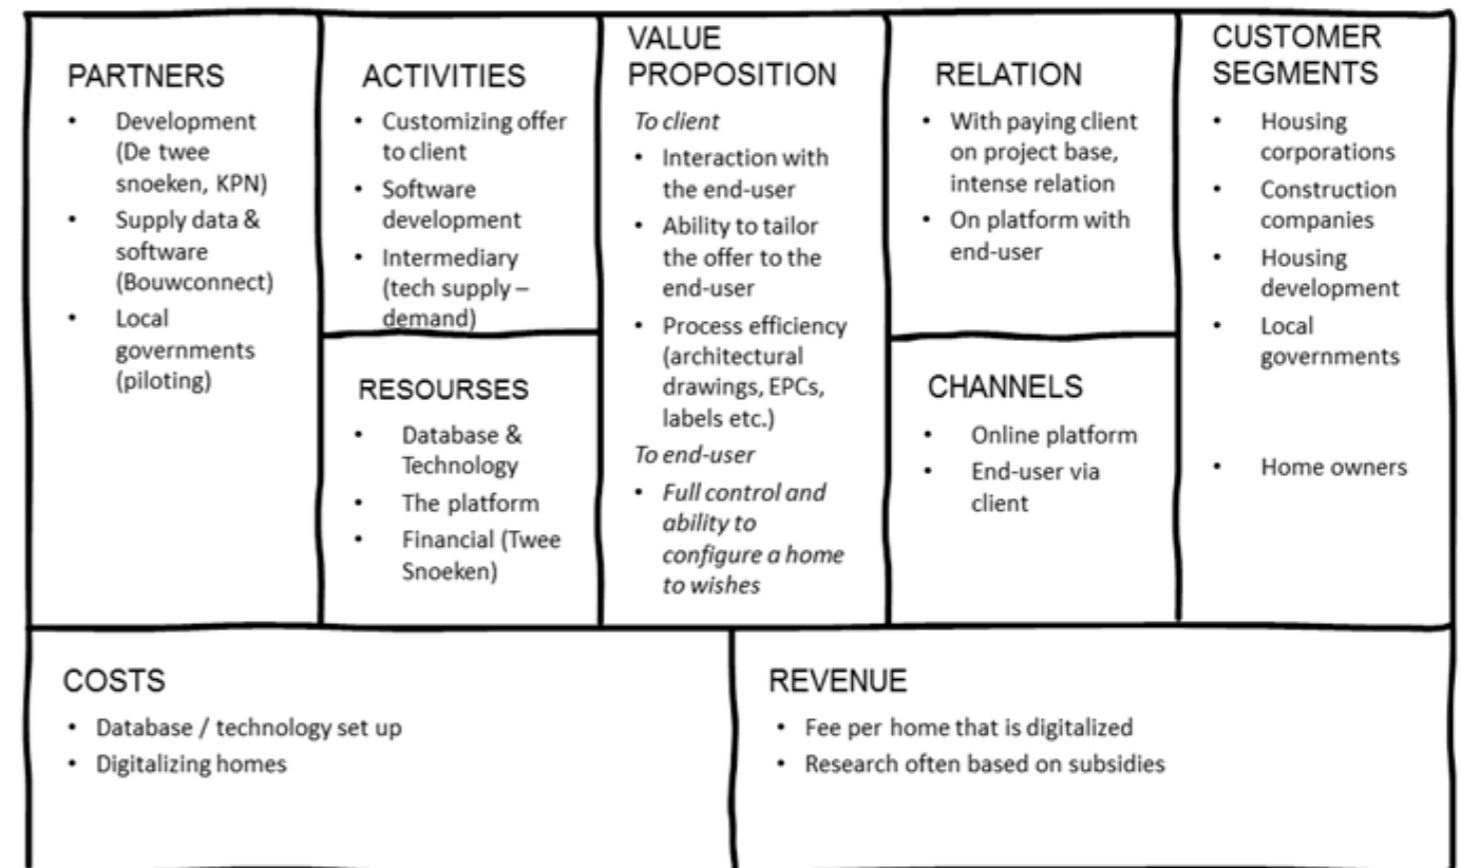 PARTNERS
• Development
(De twee
snoeken, KPN)
• Supply data &
software
(Bouwconnect)
• Local
governments
(piloting)
ACTIVITIES
• Customizing offer
to client
• Software
development
• Intermediary
(tech supply –
demand)
RESOURSES
• Database &
Technology
• The platform
• Financial (Twee
Snoeken)
VALUE
PROPOSITION
To client
• Interaction with
the end-user
• Ability to tailor
the offer to the
end-user
• Process efficiency
(architectural
drawings, EPCs,
labels etc.)
To end-user
• Full control and
ability to
configure a home
to wishes
RELATION
• With paying client
on project base,
intense relation
• On platform with
end-user
CHANNELS
• Online platform
• End-user via
client
CUSTOMER
SEGMENTS
• Housing
corporations
• Construction
companies
• Housing
development
• Local
governments
• Home owners
COSTS
• Database / technology set up
• Digitalizing homes
REVENUE
• Fee per home that is digitalized
• Research often based on subsidies